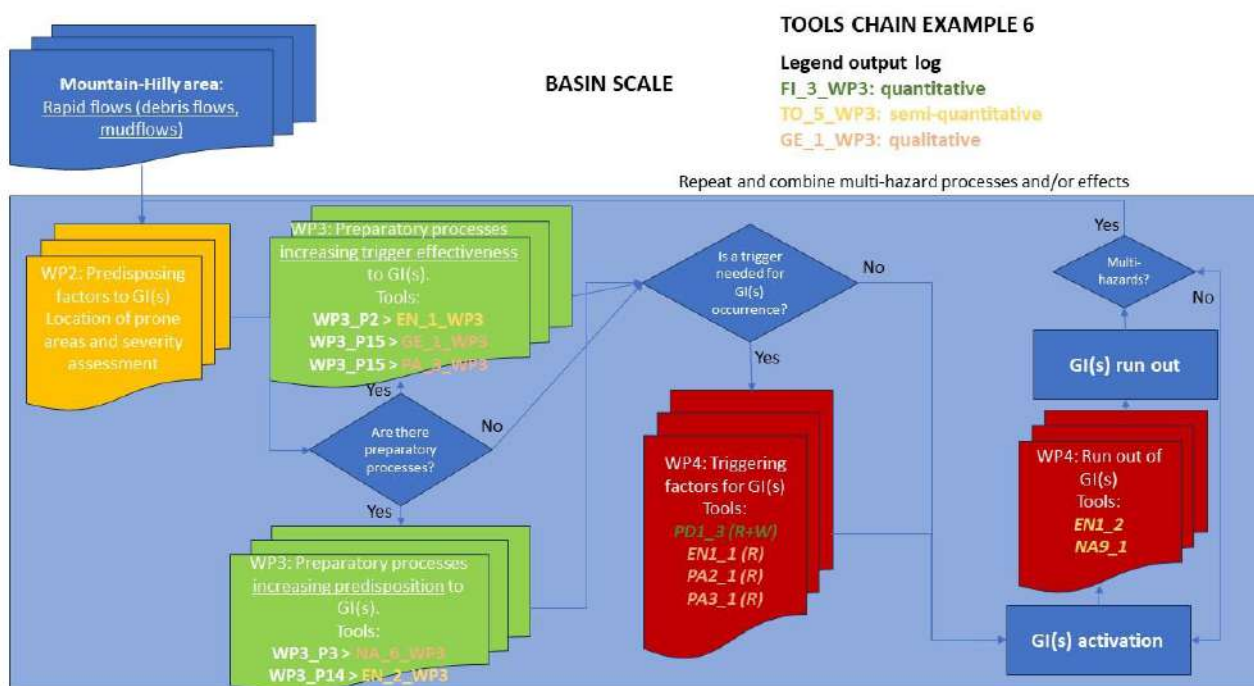 TOOLS CHAIN EXAMPLE 6
Legend output log
FI_3_WP3: quantitative
TO_5_WP3: semi-quantitative
GE_1_WP3: qualitative
BASIN SCALE
Mountain-Hilly area:
Rapid flows (debris flows,
mudflows)
Repeat and combine multi-hazard processes and/or effects
WP2: Predisposing
factors to GI(s)
Location of prone
areas and severity
assessment
WP3: Preparatory processes
increasing trigger effectiveness
to GI(s).
Tools:
WP3_P2 > EN_1_WP3
WP3_P15 > GE_1_WP3
WP3_P15 > PA_3_WP3
Yes
Are there
preparatory
processes?
No
Yes
WP3: Preparatory processes
increasing predisposition to
GI(s).
Tools:
WP3_P3 > NA_6_WP3
WP3_P14 > EN_2_WP3
Is a trigger
needed for
GI(s)
occurrence?
No
Yes
WP4: Triggering
factors for GI(s)
Tools:
PD1_3 (R+W)
EN1_1 (R)
PA2_1 (R)
PA3_1 (R)
Yes
Multi-
hazards?
No
GI(s) run out
WP4: Run out of
GI(s)
Tools:
EN1_2
NA9_1
GI(s) activation